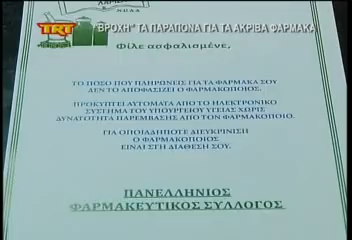 TRT
"ΒΡΟΧΗ" ΤΑ ΠΑΡΑΠΟΝΑ ΓΙΑ ΤΑ ΑΚΡΙΒΑ ΦΑΡΜΑΚΑ
Φίλε ασφαλισμένε,
ΤΟ ΠΟΣΟ ΠΟΥ ΠΛΗΡΩΝΕΙΣ ΓΙΑ ΤΑ ΦΑΡΜΑΚΑ ΣΟΥ
ΔΕΝ ΤΟ ΑΠΟΦΑΣΙΖΕΙ Ο ΦΑΡΜΑΚΟΠΟΙΟΣ.
ΠΡΟΚΥΠΤΕΙ ΑΥΤΟΜΑΤΑ ΑΠΟ ΤΟ ΗΛΕΚΤΡΟΝΙΚΟ
ΣΥΣΤΗΜΑ ΤΟΥ ΥΠΟΥΡΓΕΙΟΥ ΥΓΕΙΑΣ ΧΩΡΙΣ
ΔΥΝΑΤΟΤΗΤΑ ΠΑΡΕΜΒΑΣΗΣ ΑΠΟ ΤΟΝ ΦΑΡΜΑΚΟΠΟΙΟ.
ΓΙΑ ΟΠΟΙΑΔΗΠΟΤΕ ΔΙΕΥΚΡΙΝΙΣΗ
Ο ΦΑΡΜΑΚΟΠΟΙΟΣ
ΕΙΝΑΙ ΣΤΗ ΔΙΑΘΕΣΗ ΣΟΥ.
ΠΑΝΕΛΛΗΝΙΟΣ
ΦΑΡΜΑΚΕΥΤΙΚΟΣ ΣΥΛΛΟΓΟΣ